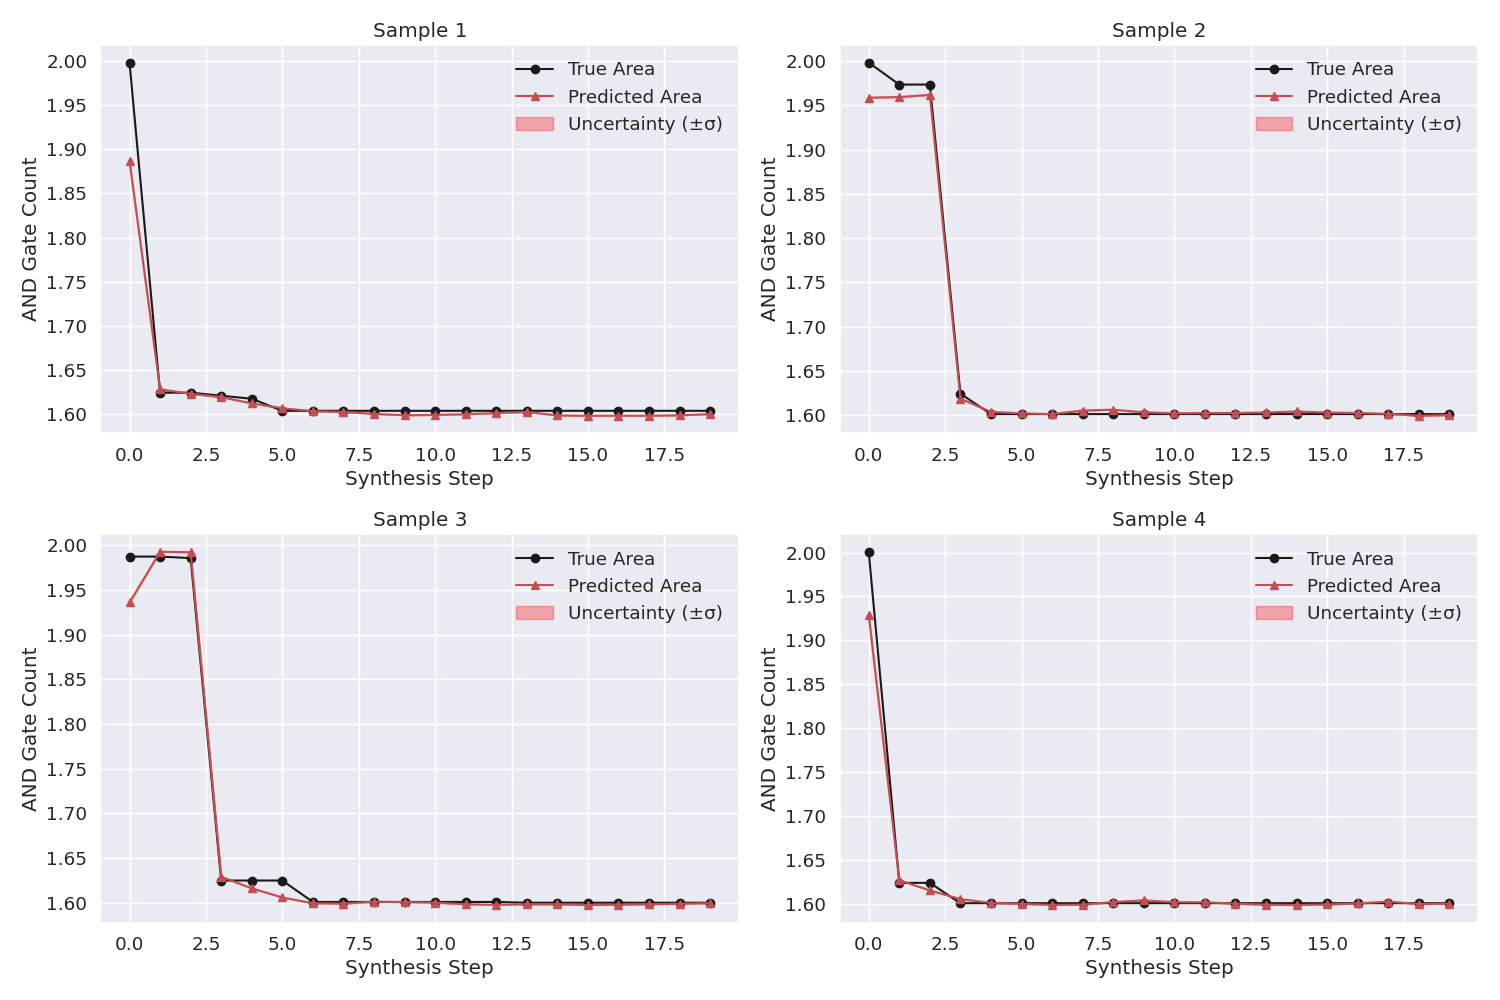 Sample 1
AND Gate Count
2.00
1.95
1.90
1.85
1.80
1.75
1.70
1.65
1.60
True Area
Predicted Area
Uncertainty (±σ)
0.0 2.5 5.0 7.5 10.0 12.5 15.0 17.5
Synthesis Step
Sample 2
AND Gate Count
2.00
1.95
1.90
1.85
1.80
1.75
1.70
1.65
1.60
True Area
Predicted Area
Uncertainty (±σ)
0.0 2.5 5.0 7.5 10.0 12.5 15.0 17.5
Synthesis Step
Sample 3
AND Gate Count
2.00
1.95
1.90
1.85
1.80
1.75
1.70
1.65
1.60
True Area
Predicted Area
Uncertainty (±σ)
0.0 2.5 5.0 7.5 10.0 12.5 15.0 17.5
Synthesis Step
Sample 4
AND Gate Count
2.00
1.95
1.90
1.85
1.80
1.75
1.70
1.65
1.60
True Area
Predicted Area
Uncertainty (±σ)
0.0 2.5 5.0 7.5 10.0 12.5 15.0 17.5
Synthesis Step